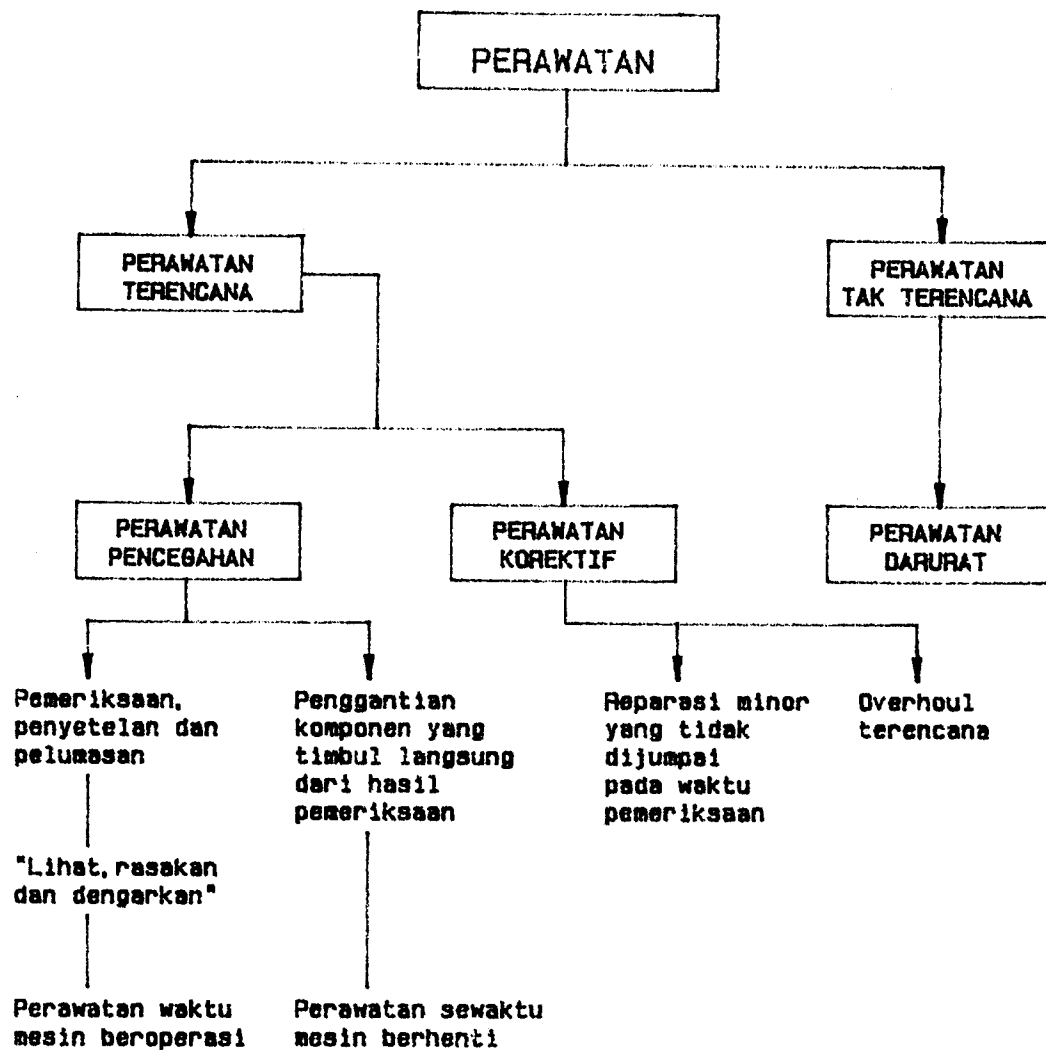 PERAWATAN
PERAWATAN
TERENCANA
PERAWATAN
TAK TERENCANA
PERAWATAN
PENCEGAHAN
PERAWATAN
KOREKTIF
PERAWATAN
DARURAT
Pemeriksaan,
penyetelan dan
pelumasan
Penggantian
komponen yang
timbul langsung
dari hasil
pemeriksaan
Reparasi minor
yang tidak
dijumpai
pada waktu
pemeriksaan
Overhoul
terencana
"Lihat, rasakan
dan dengarkan"
Perawatan waktu
mesin beroperasi
Perawatan sewaktu
mesin berhenti